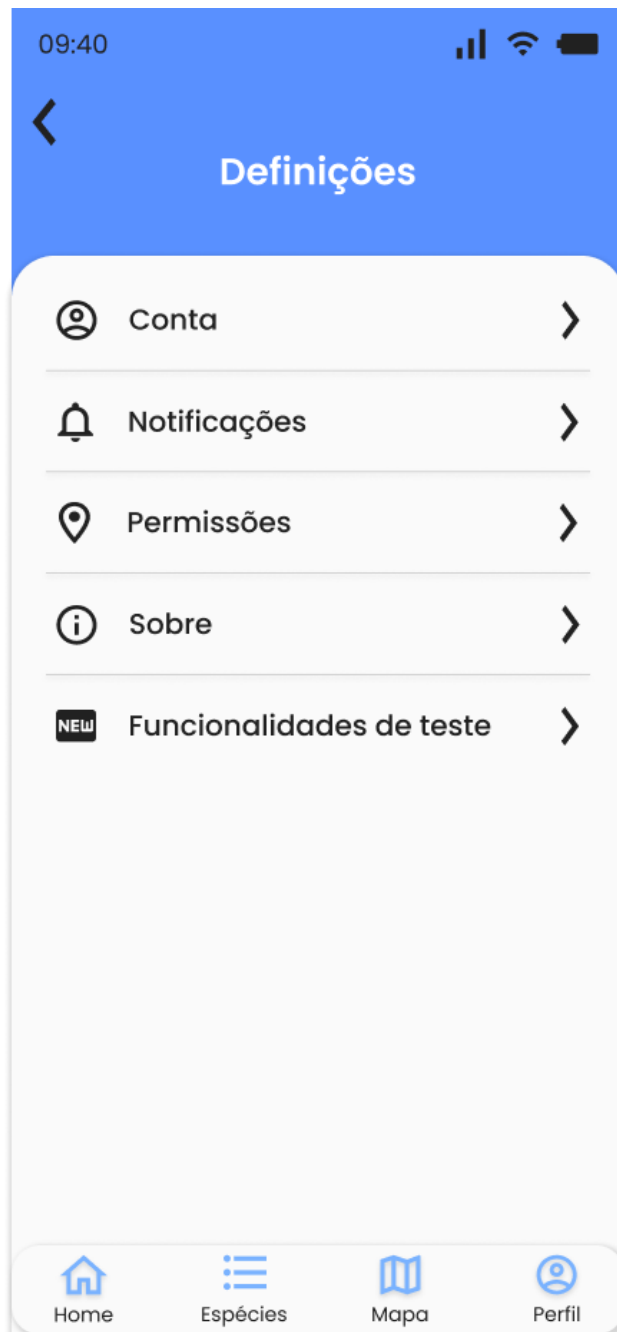 09:40
Definições
Conta
Notificações
Permissões
Sobre
NEW Funcionalidades de teste
Home Espécies Mapa Perfil